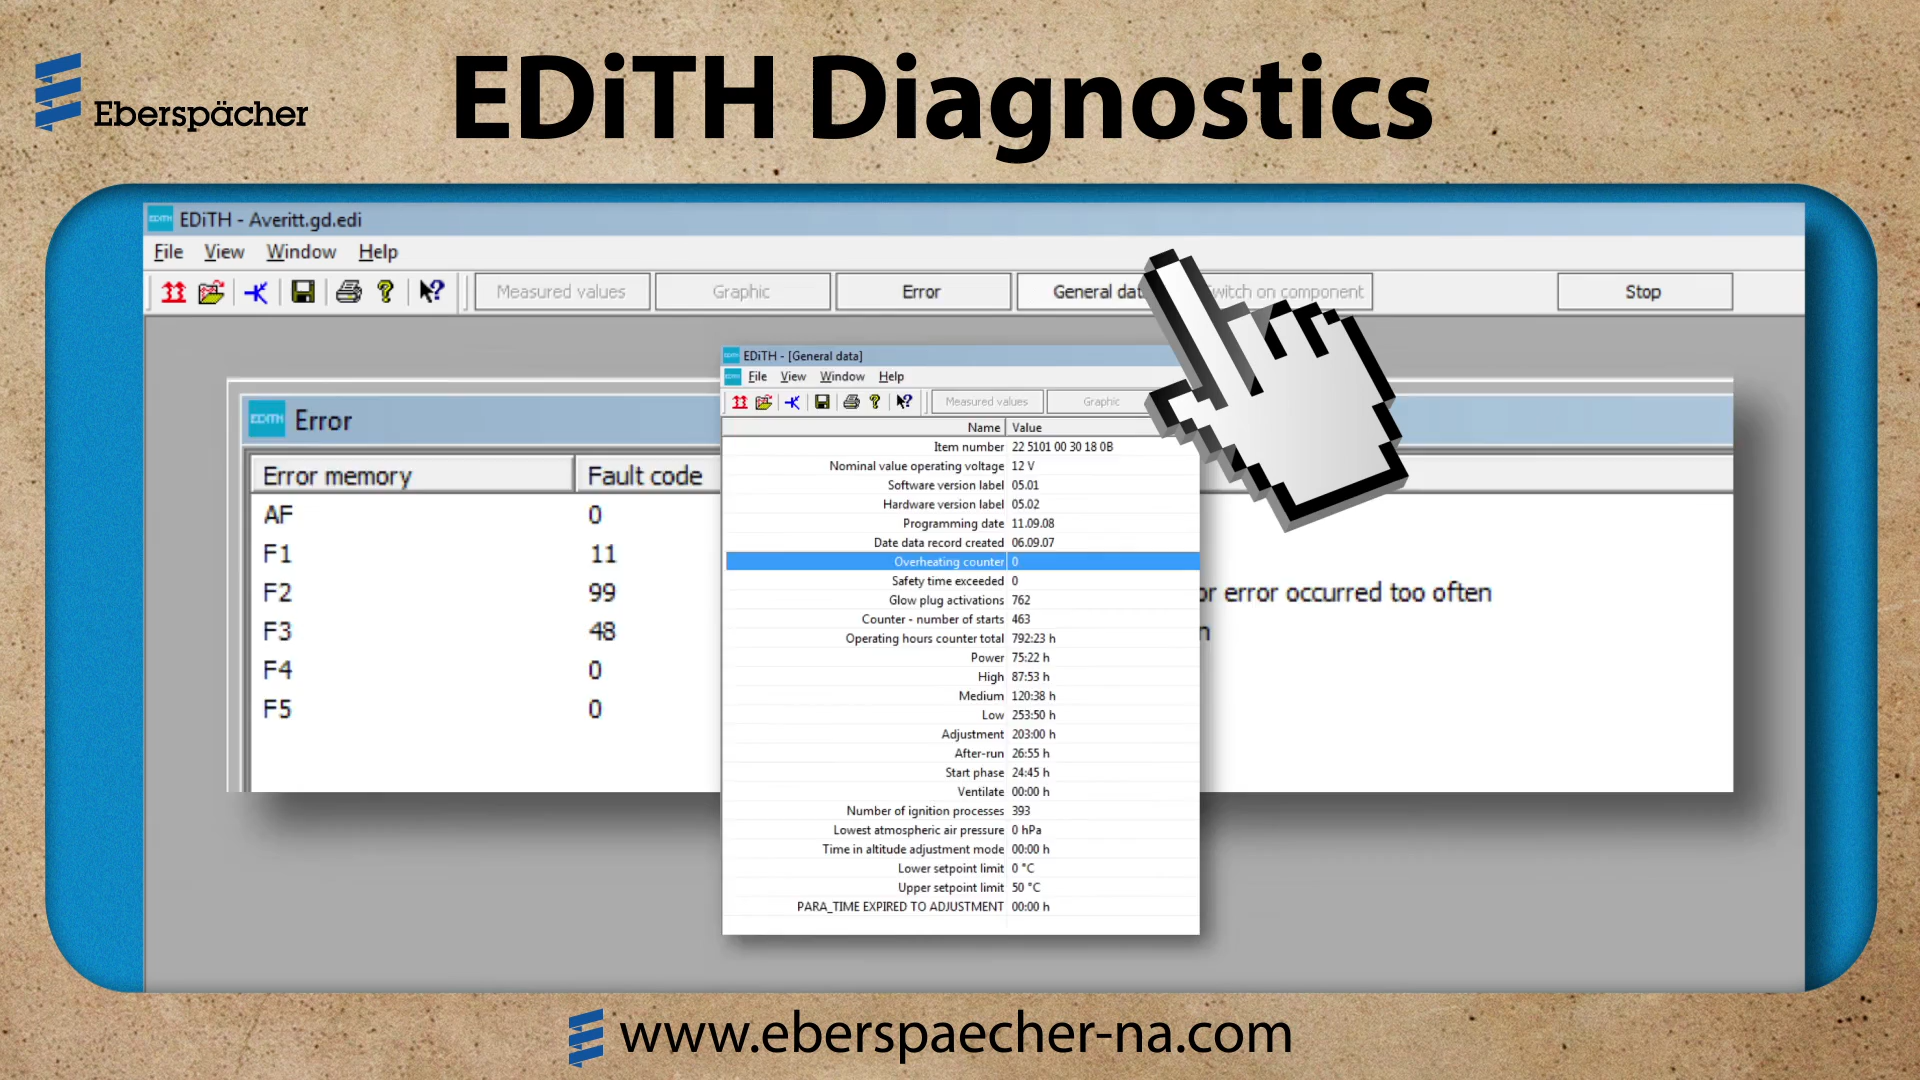 Eberspächer
EDiTH Diagnostics
EDiTH EDiTH - Averitt.gd.edi
File View Window Help
Measured values Graphic Error General dat witch on component Stop
EDiTH Error
Error memory Fault code
AF 0
F1 11
F2 99 or error occurred too often
F3 48 n
F4 0
F5 0
EDiTH - [General data]
File View Window Help
Measured values Graphic
Name Value
Item number 22 5101 00 30 18 0B
Nominal value operating voltage 12 V
Software version label 05.01
Hardware version label 05.02
Programming date 11.09.08
Date data record created 06.09.07
Overheating counter 0
Safety time exceeded 0
Glow plug activations 762
Counter - number of starts 463
Operating hours counter total 792:23 h
Power 75:22 h
High 87:53 h
Medium 120:38 h
Low 253:50 h
Adjustment 203:00 h
After-run 26:55 h
Start phase 24:45 h
Ventilate 00:00 h
Number of ignition processes 393
Lowest atmospheric air pressure 0 hPa
Time in altitude adjustment mode 00:00 h
Lower setpoint limit 0 °C
Upper setpoint limit 50 °C
PARA_TIME EXPIRED TO ADJUSTMENT 00:00 h
www.eberspaecher-na.com